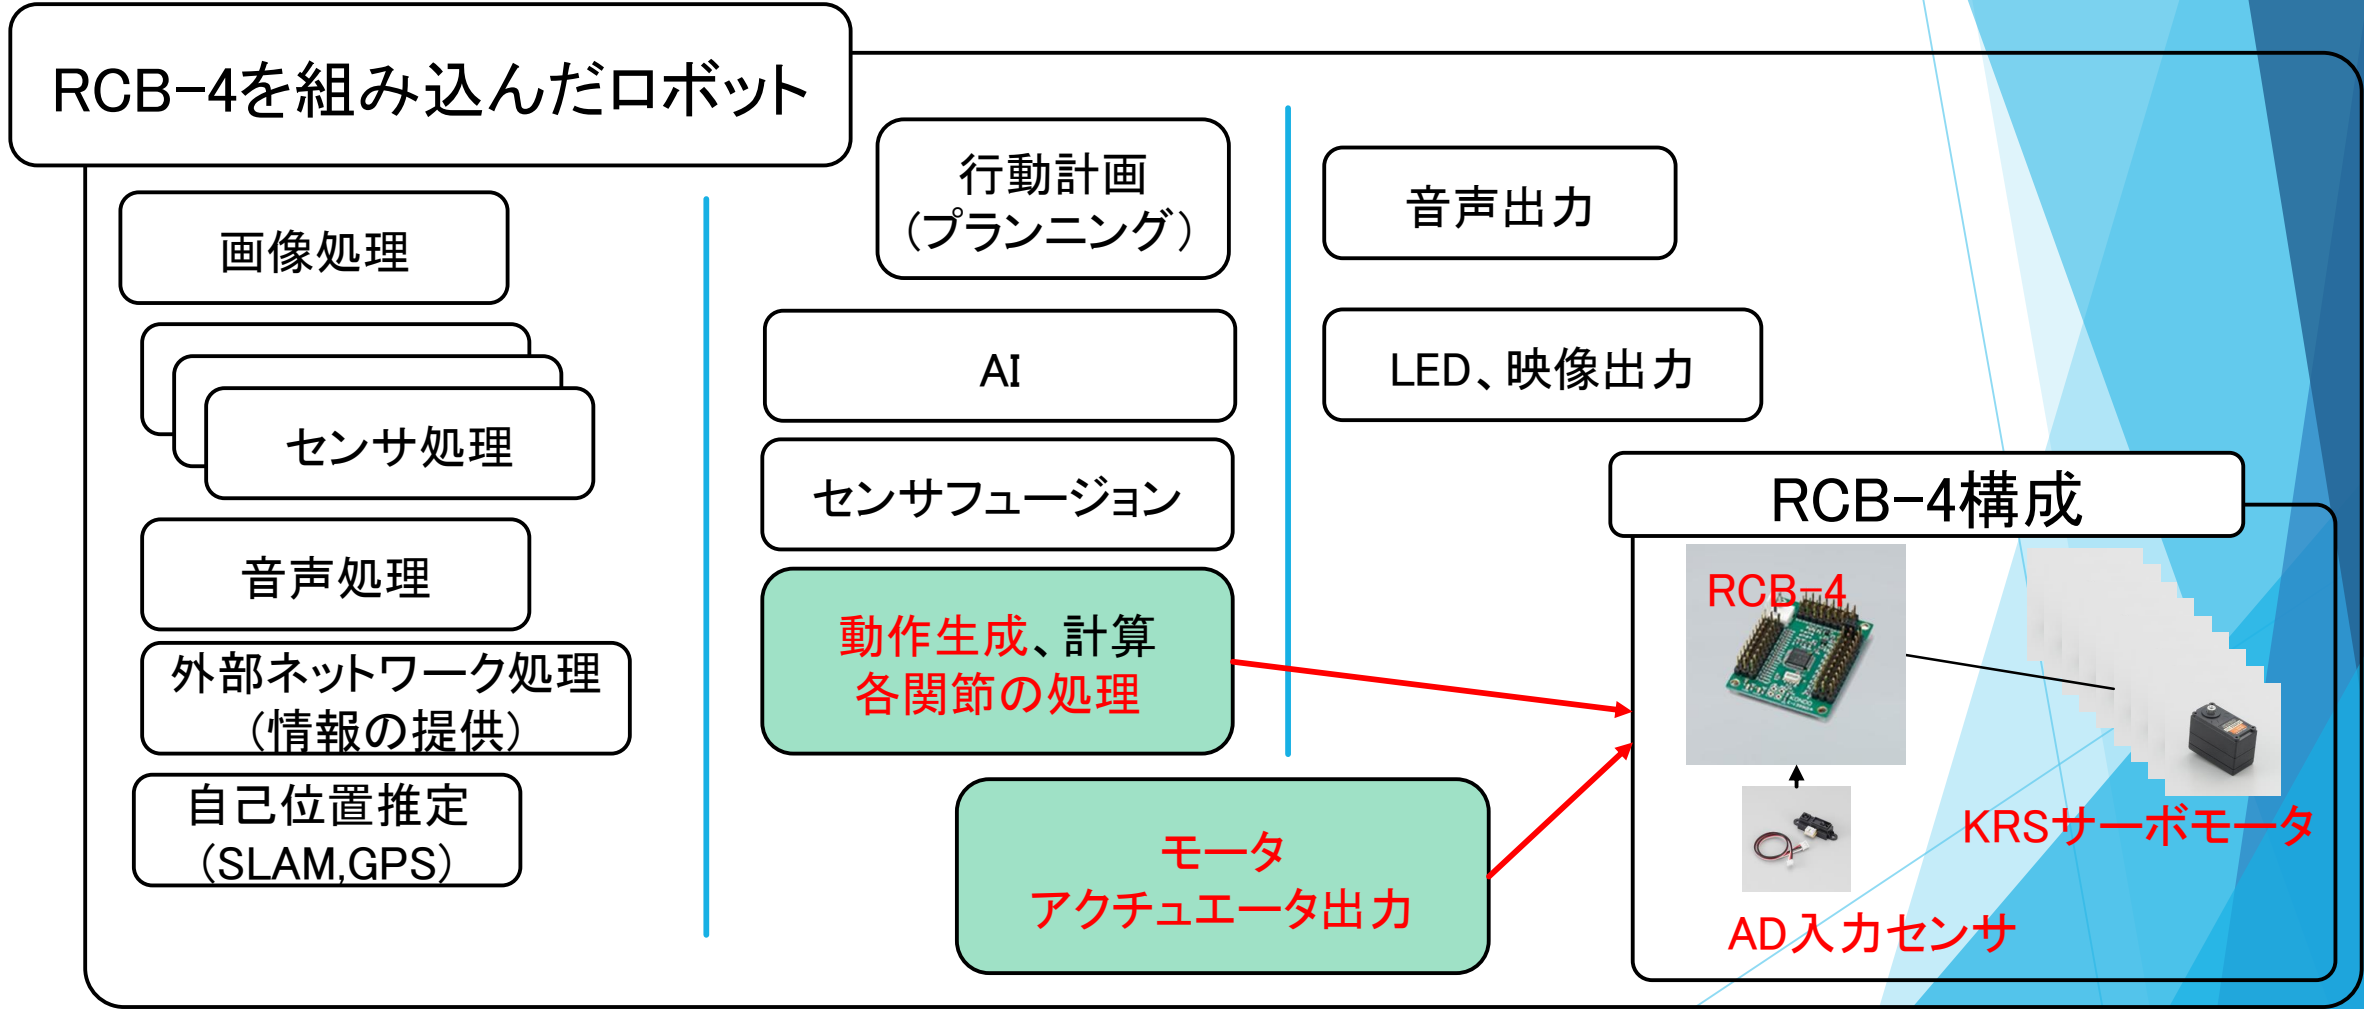 RCB-4を組み込んだロボット
画像処理
センサ処理
音声処理
外部ネットワーク処理
(情報の提供)
自己位置推定
(SLAM,GPS)
行動計画
(プランニング)
AI
センサフュージョン
動作生成、計算
各関節の処理
モータ
アクチュエータ出力
音声出力
LED、映像出力
RCB-4構成
RCB-4
KRSサーボモータ
AD入力センサ